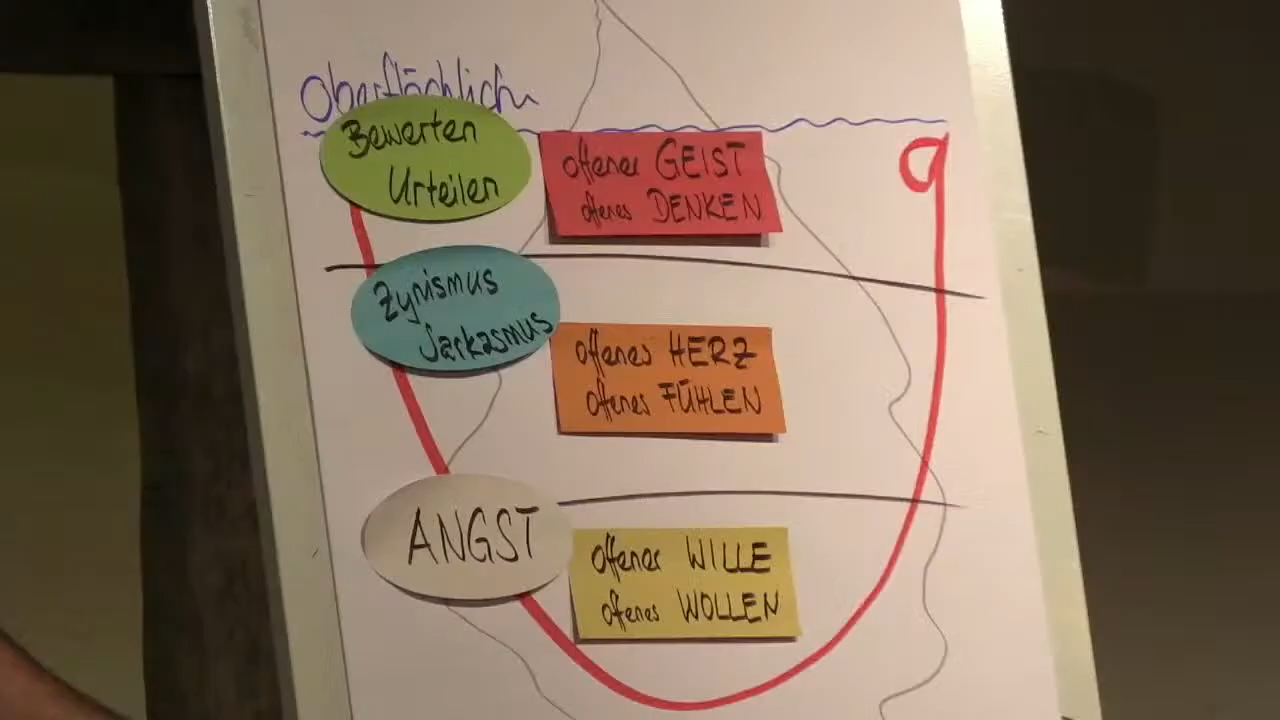 Oberflächlich
Bewerten
Urteilen
offener GEIST
offenes DENKEN
Zynismus
Sarkasmus
offenes HERZ
offenes FÜHLEN
ANGST
offener WILLE
offenes WOLLEN